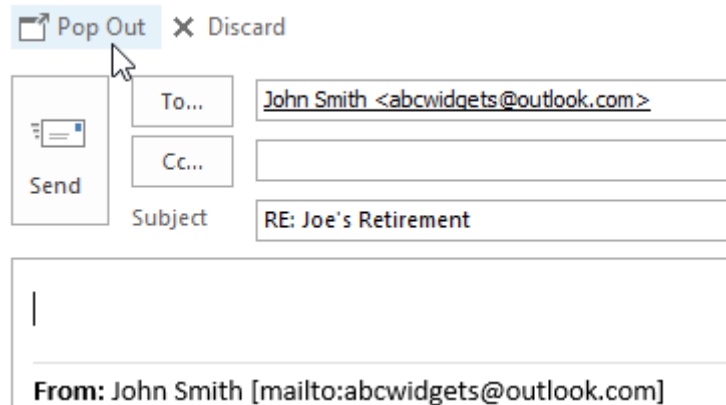 Pop Out Discard
To... John Smith <abcwidgets@outlook.com>
Cc...
Send
Subject RE: Joe's Retirement
From: John Smith [mailto:abcwidgets@outlook.com]